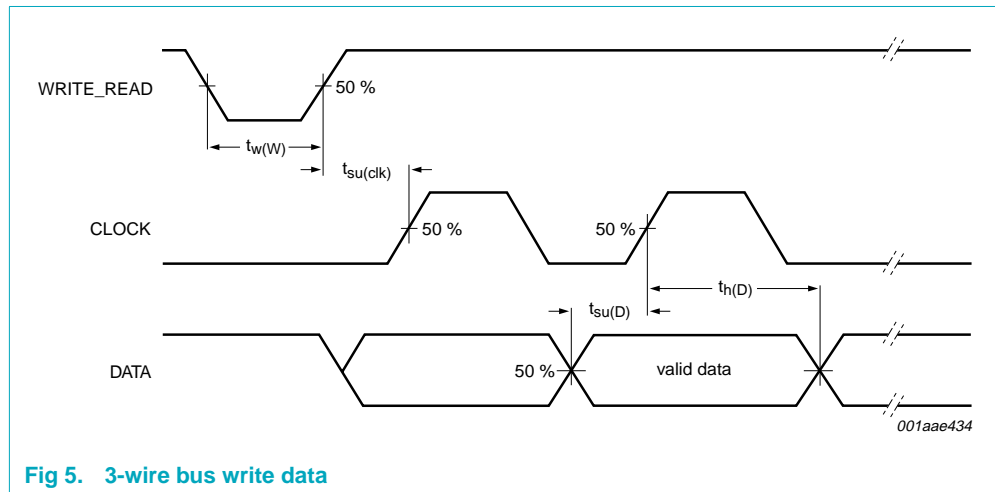 WRITE_READ
50 %
tw(W)
tsu(clk)
CLOCK
50 %
50 %
th(D)
tsu(D)
DATA
50 %
valid data
001aae434
Fig 5. 3-wire bus write data